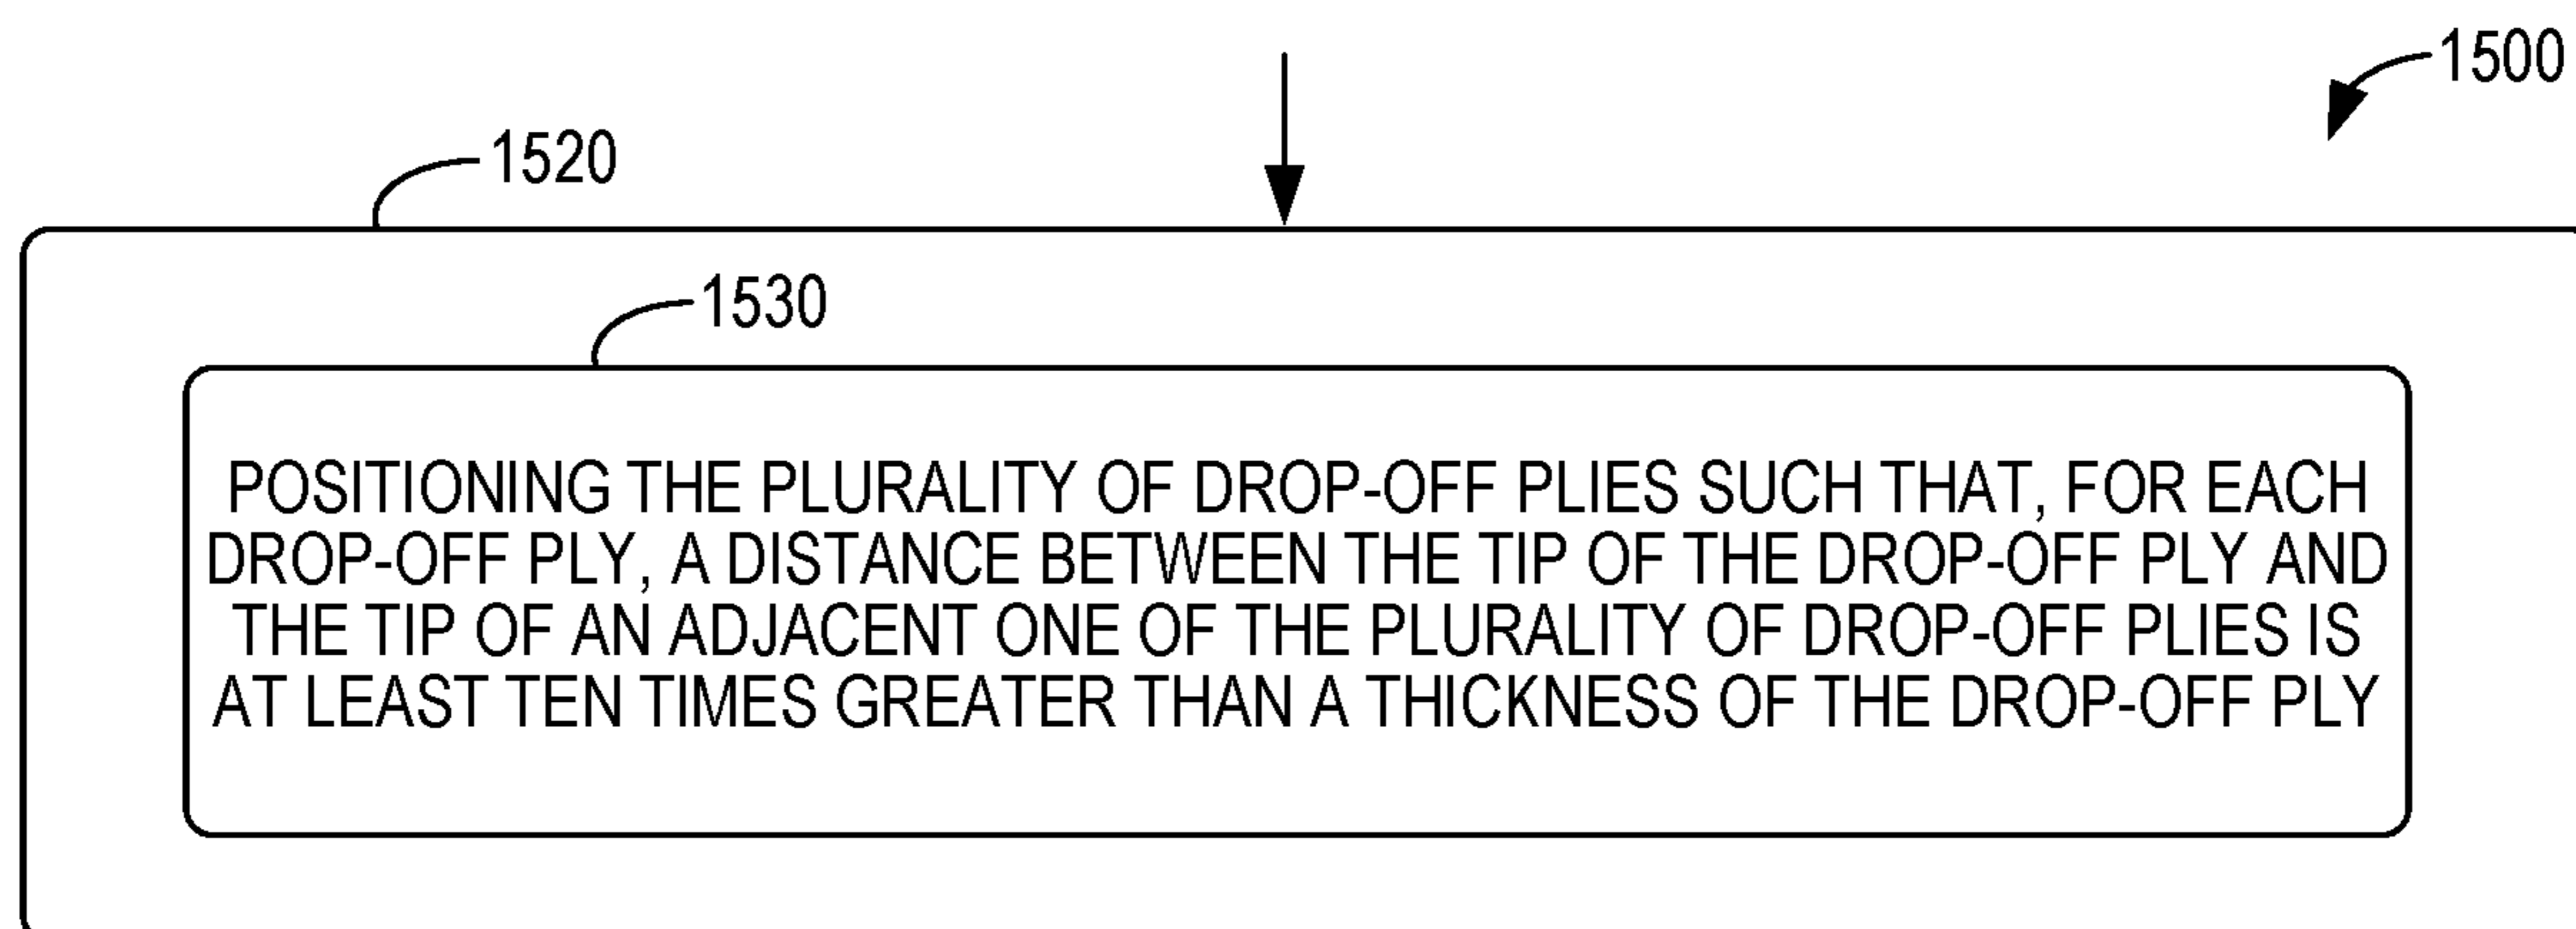 1500
1520
1530
POSITIONING THE PLURALITY OF DROP-OFF PLIES SUCH THAT, FOR EACH
DROP-OFF PLY, A DISTANCE BETWEEN THE TIP OF THE DROP-OFF PLY AND
THE TIP OF AN ADJACENT ONE OF THE PLURALITY OF DROP-OFF PLIES IS
AT LEAST TEN TIMES GREATER THAN A THICKNESS OF THE DROP-OFF PLY